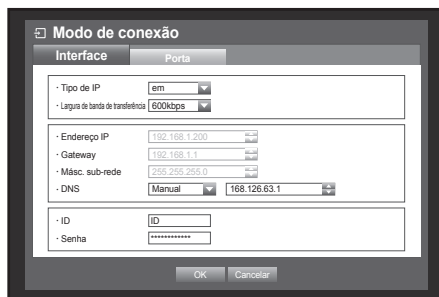 Modo de conexão
Interface Porta
· Tipo de IP em
· Largura de banda de transferência 600kbps
· Endereço IP 192.168.1.200
· Gateway 192.168.1.1
· Másc. sub-rede 255.255.255.0
· DNS Manual 168.126.63.1
· ID ID
· Senha ************
OK Cancelar